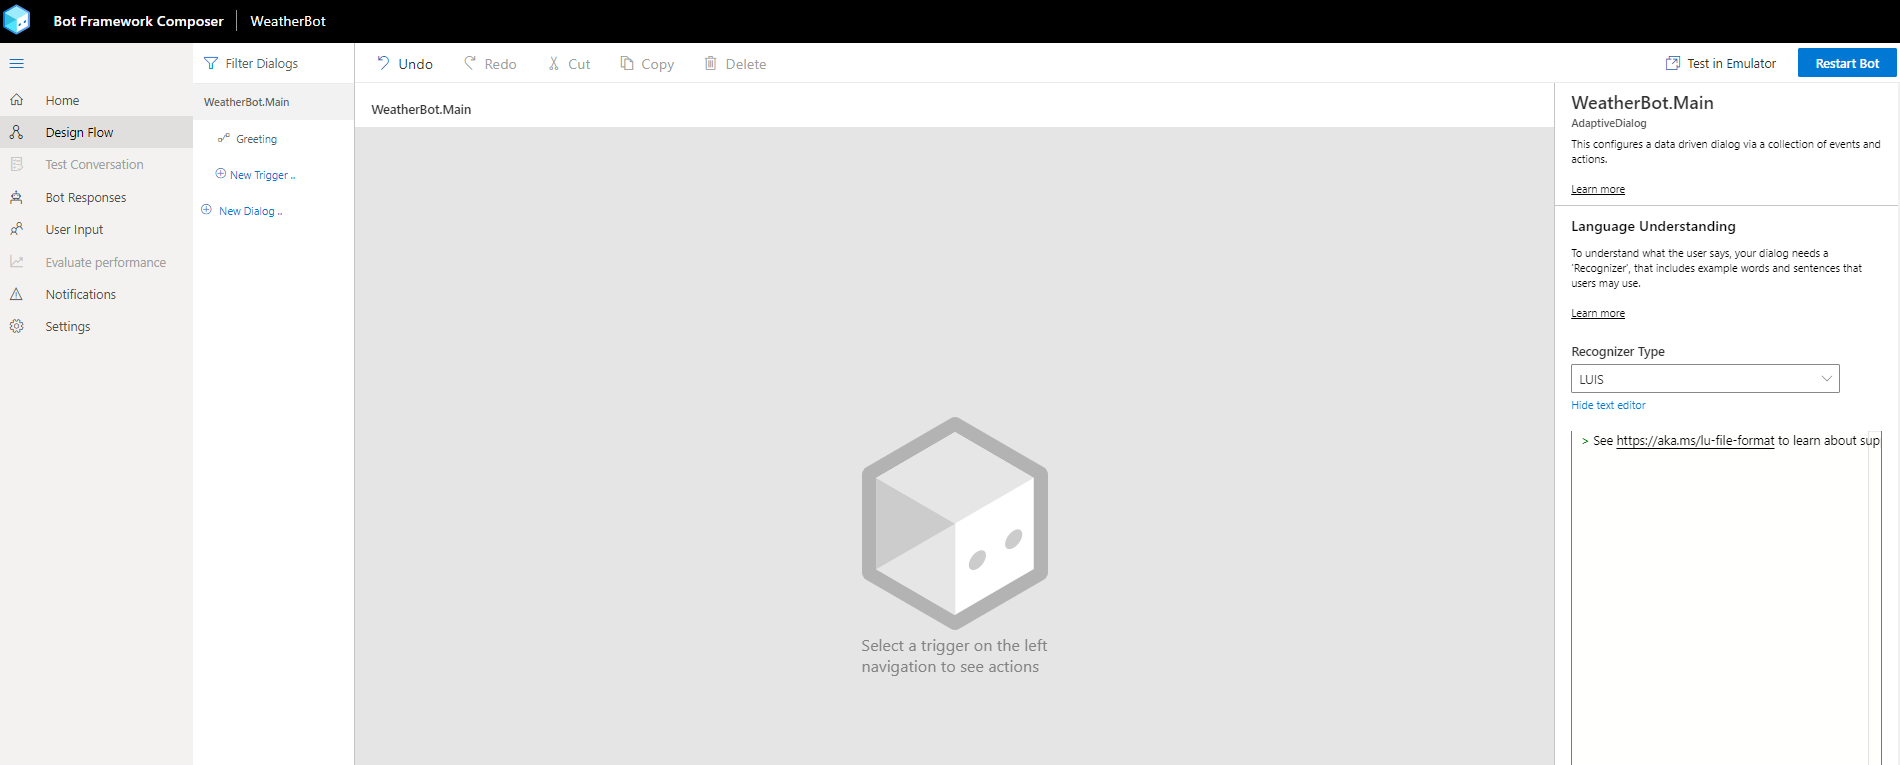 Bot Framework Composer
WeatherBot
Home
Design Flow
Test Conversation
Bot Responses
User Input
Evaluate performance
Notifications
Settings
Filter Dialogs
WeatherBot.Main
Greeting
New Trigger ..
New Dialog ..
Undo
Redo
Cut
Copy
Delete
Test in Emulator
Restart Bot
WeatherBot.Main
Select a trigger on the left
navigation to see actions
WeatherBot.Main
AdaptiveDialog
This configures a data driven dialog via a collection of events and
actions.
Learn more
Language Understanding
To understand what the user says, your dialog needs a
'Recognizer', that includes example words and sentences that
users may use.
Learn more
Recognizer Type
LUIS
Hide text editor
> See https://aka.ms/lu-file-format to learn about sup